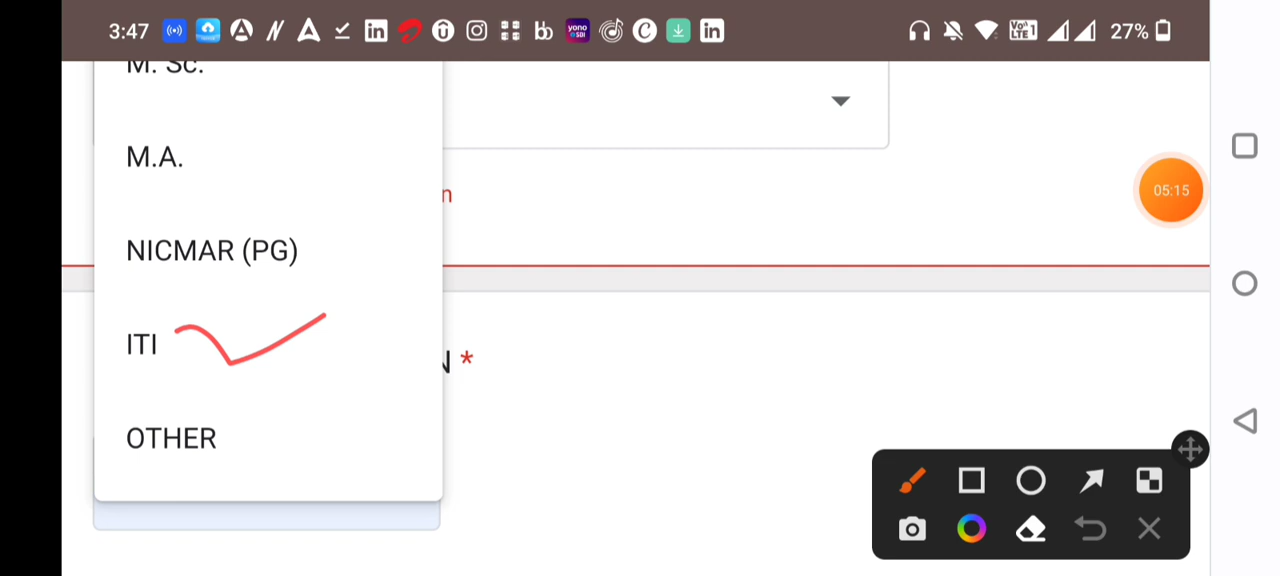 3:47
27%
M. Sc.
M.A.
n
05:15
NICMAR (PG)
ITI
N *
OTHER